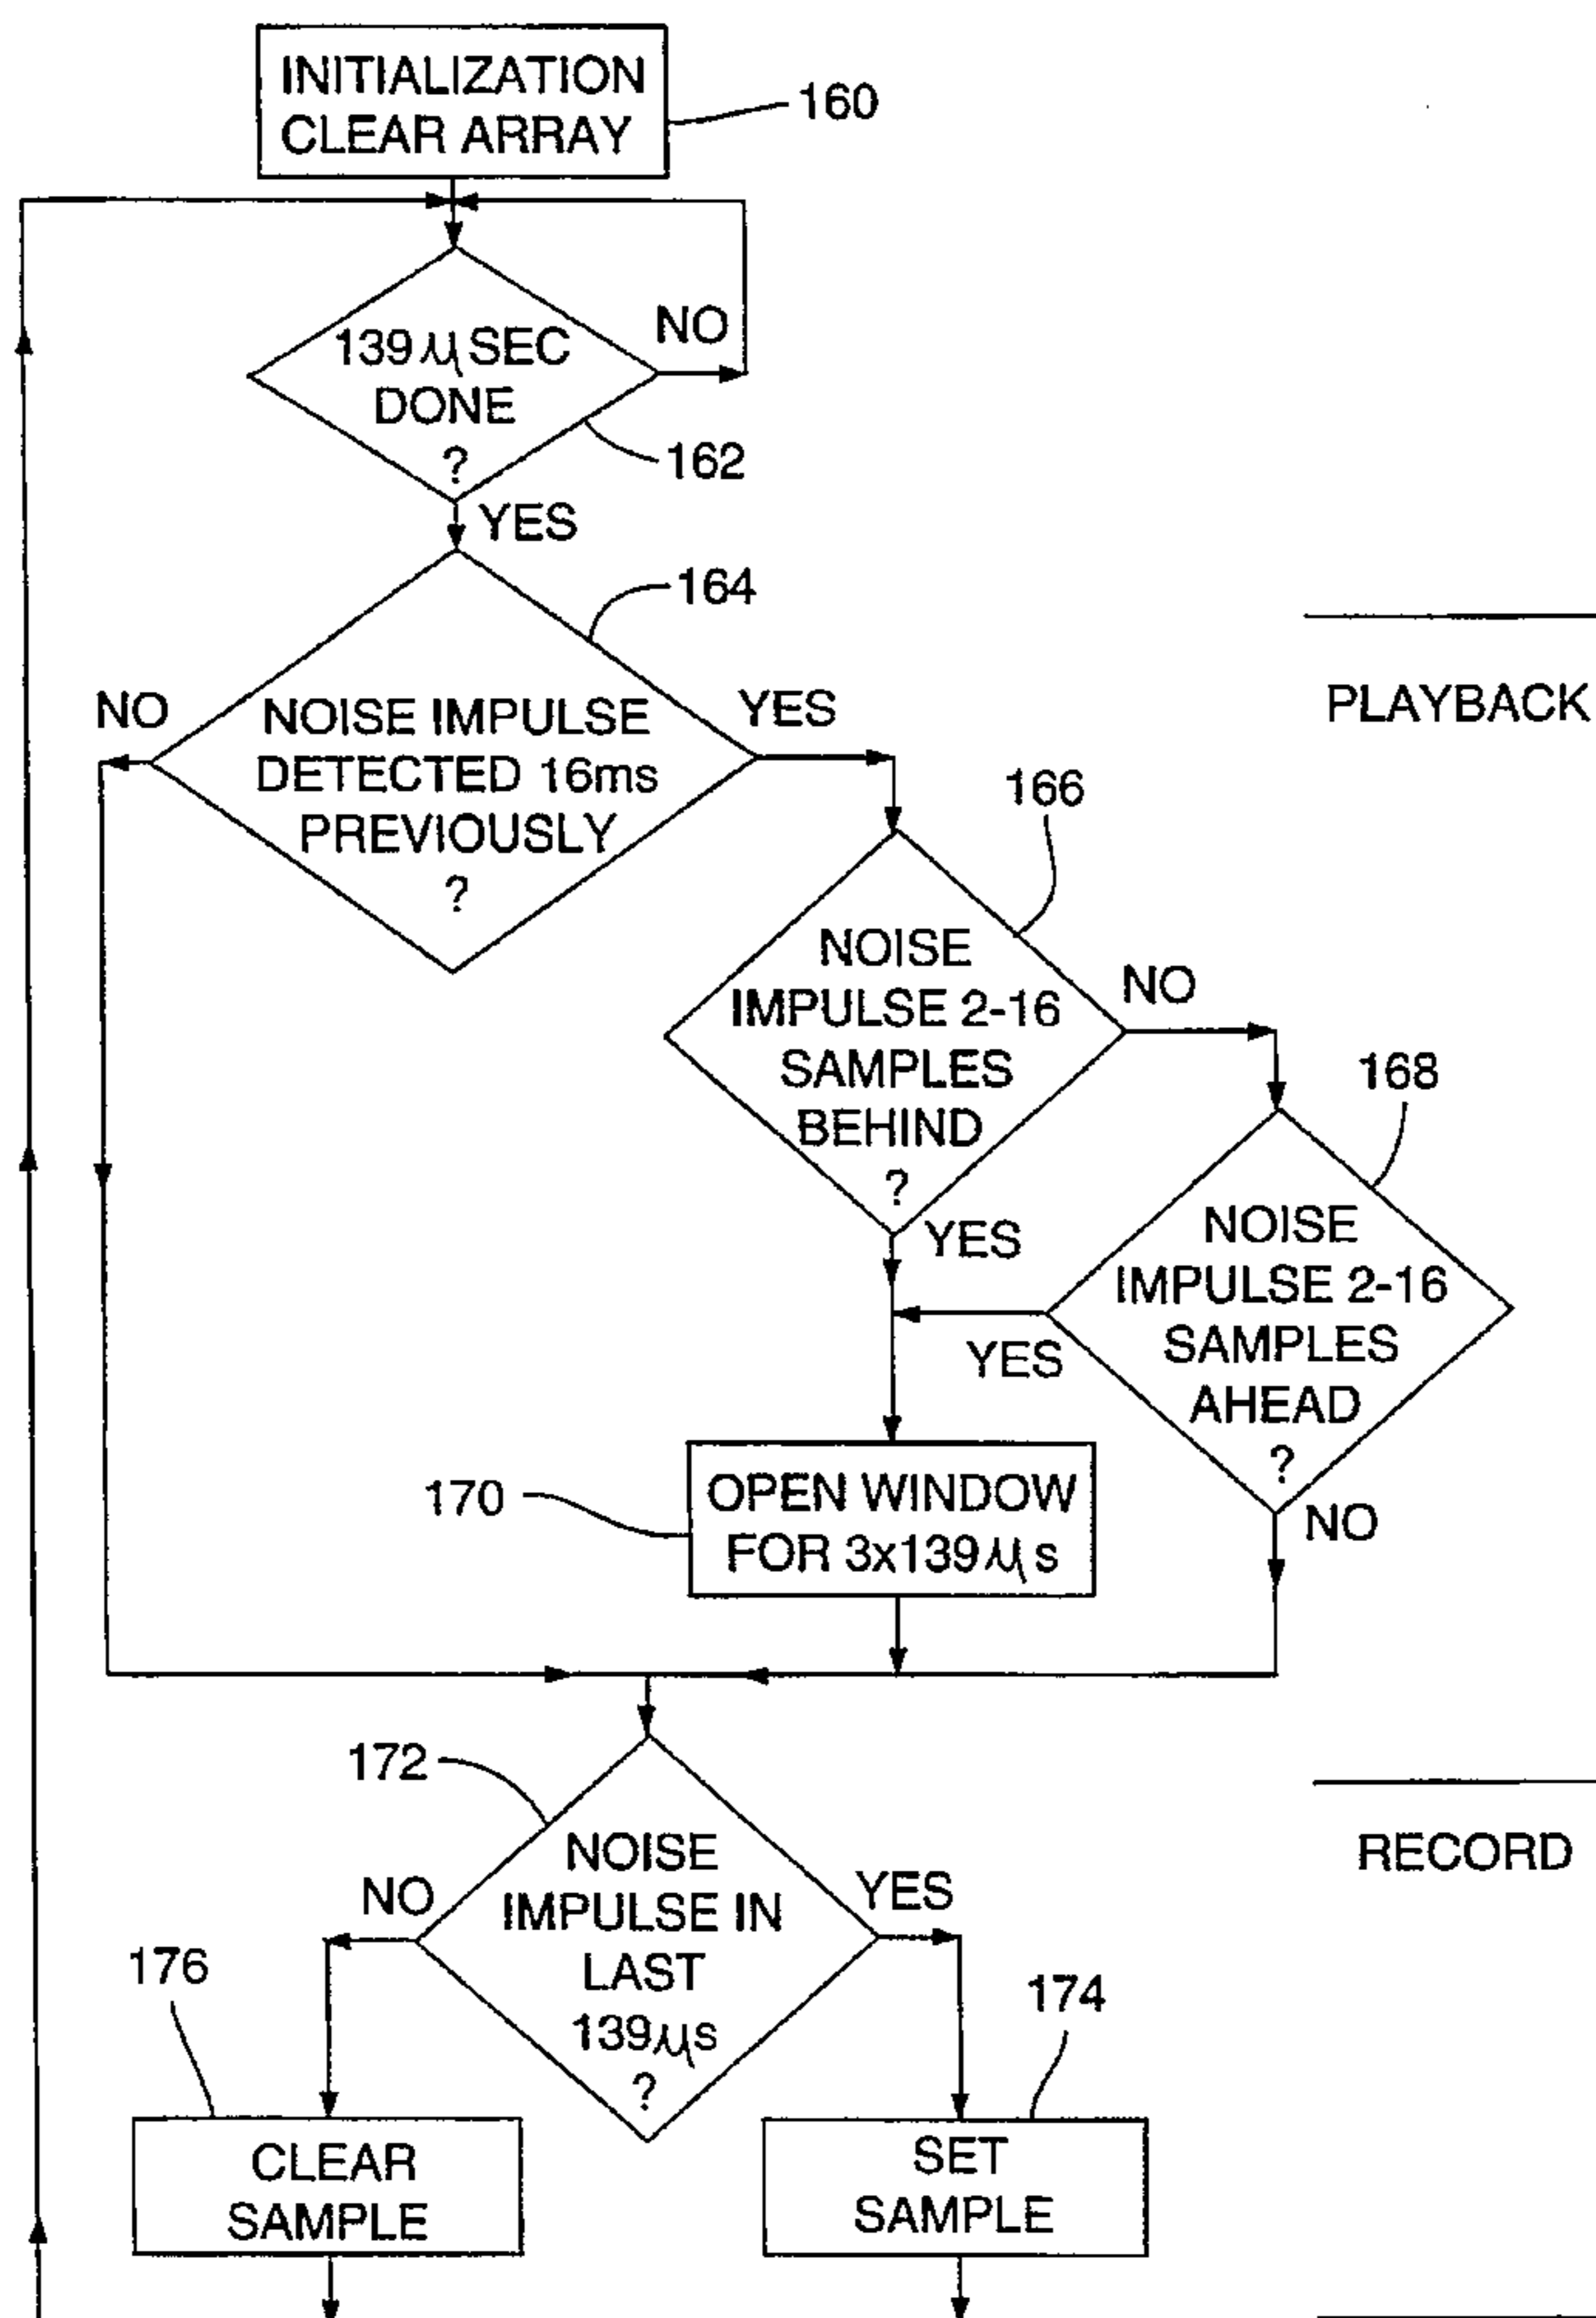 INITIALIZATION
CLEAR ARRAY
160
139 μSEC
DONE
?
NO
162
YES
164
NO
NOISE IMPULSE
DETECTED 16ms
PREVIOUSLY
?
YES
PLAYBACK
166
NOISE
IMPULSE 2-16
SAMPLES
BEHIND
?
NO
YES
168
NOISE
IMPULSE 2-16
SAMPLES
AHEAD
?
YES
NO
170
OPEN WINDOW
FOR 3x139μs
172
NOISE
IMPULSE IN
LAST
139μs
?
NO
YES
RECORD
176
CLEAR
SAMPLE
174
SET
SAMPLE